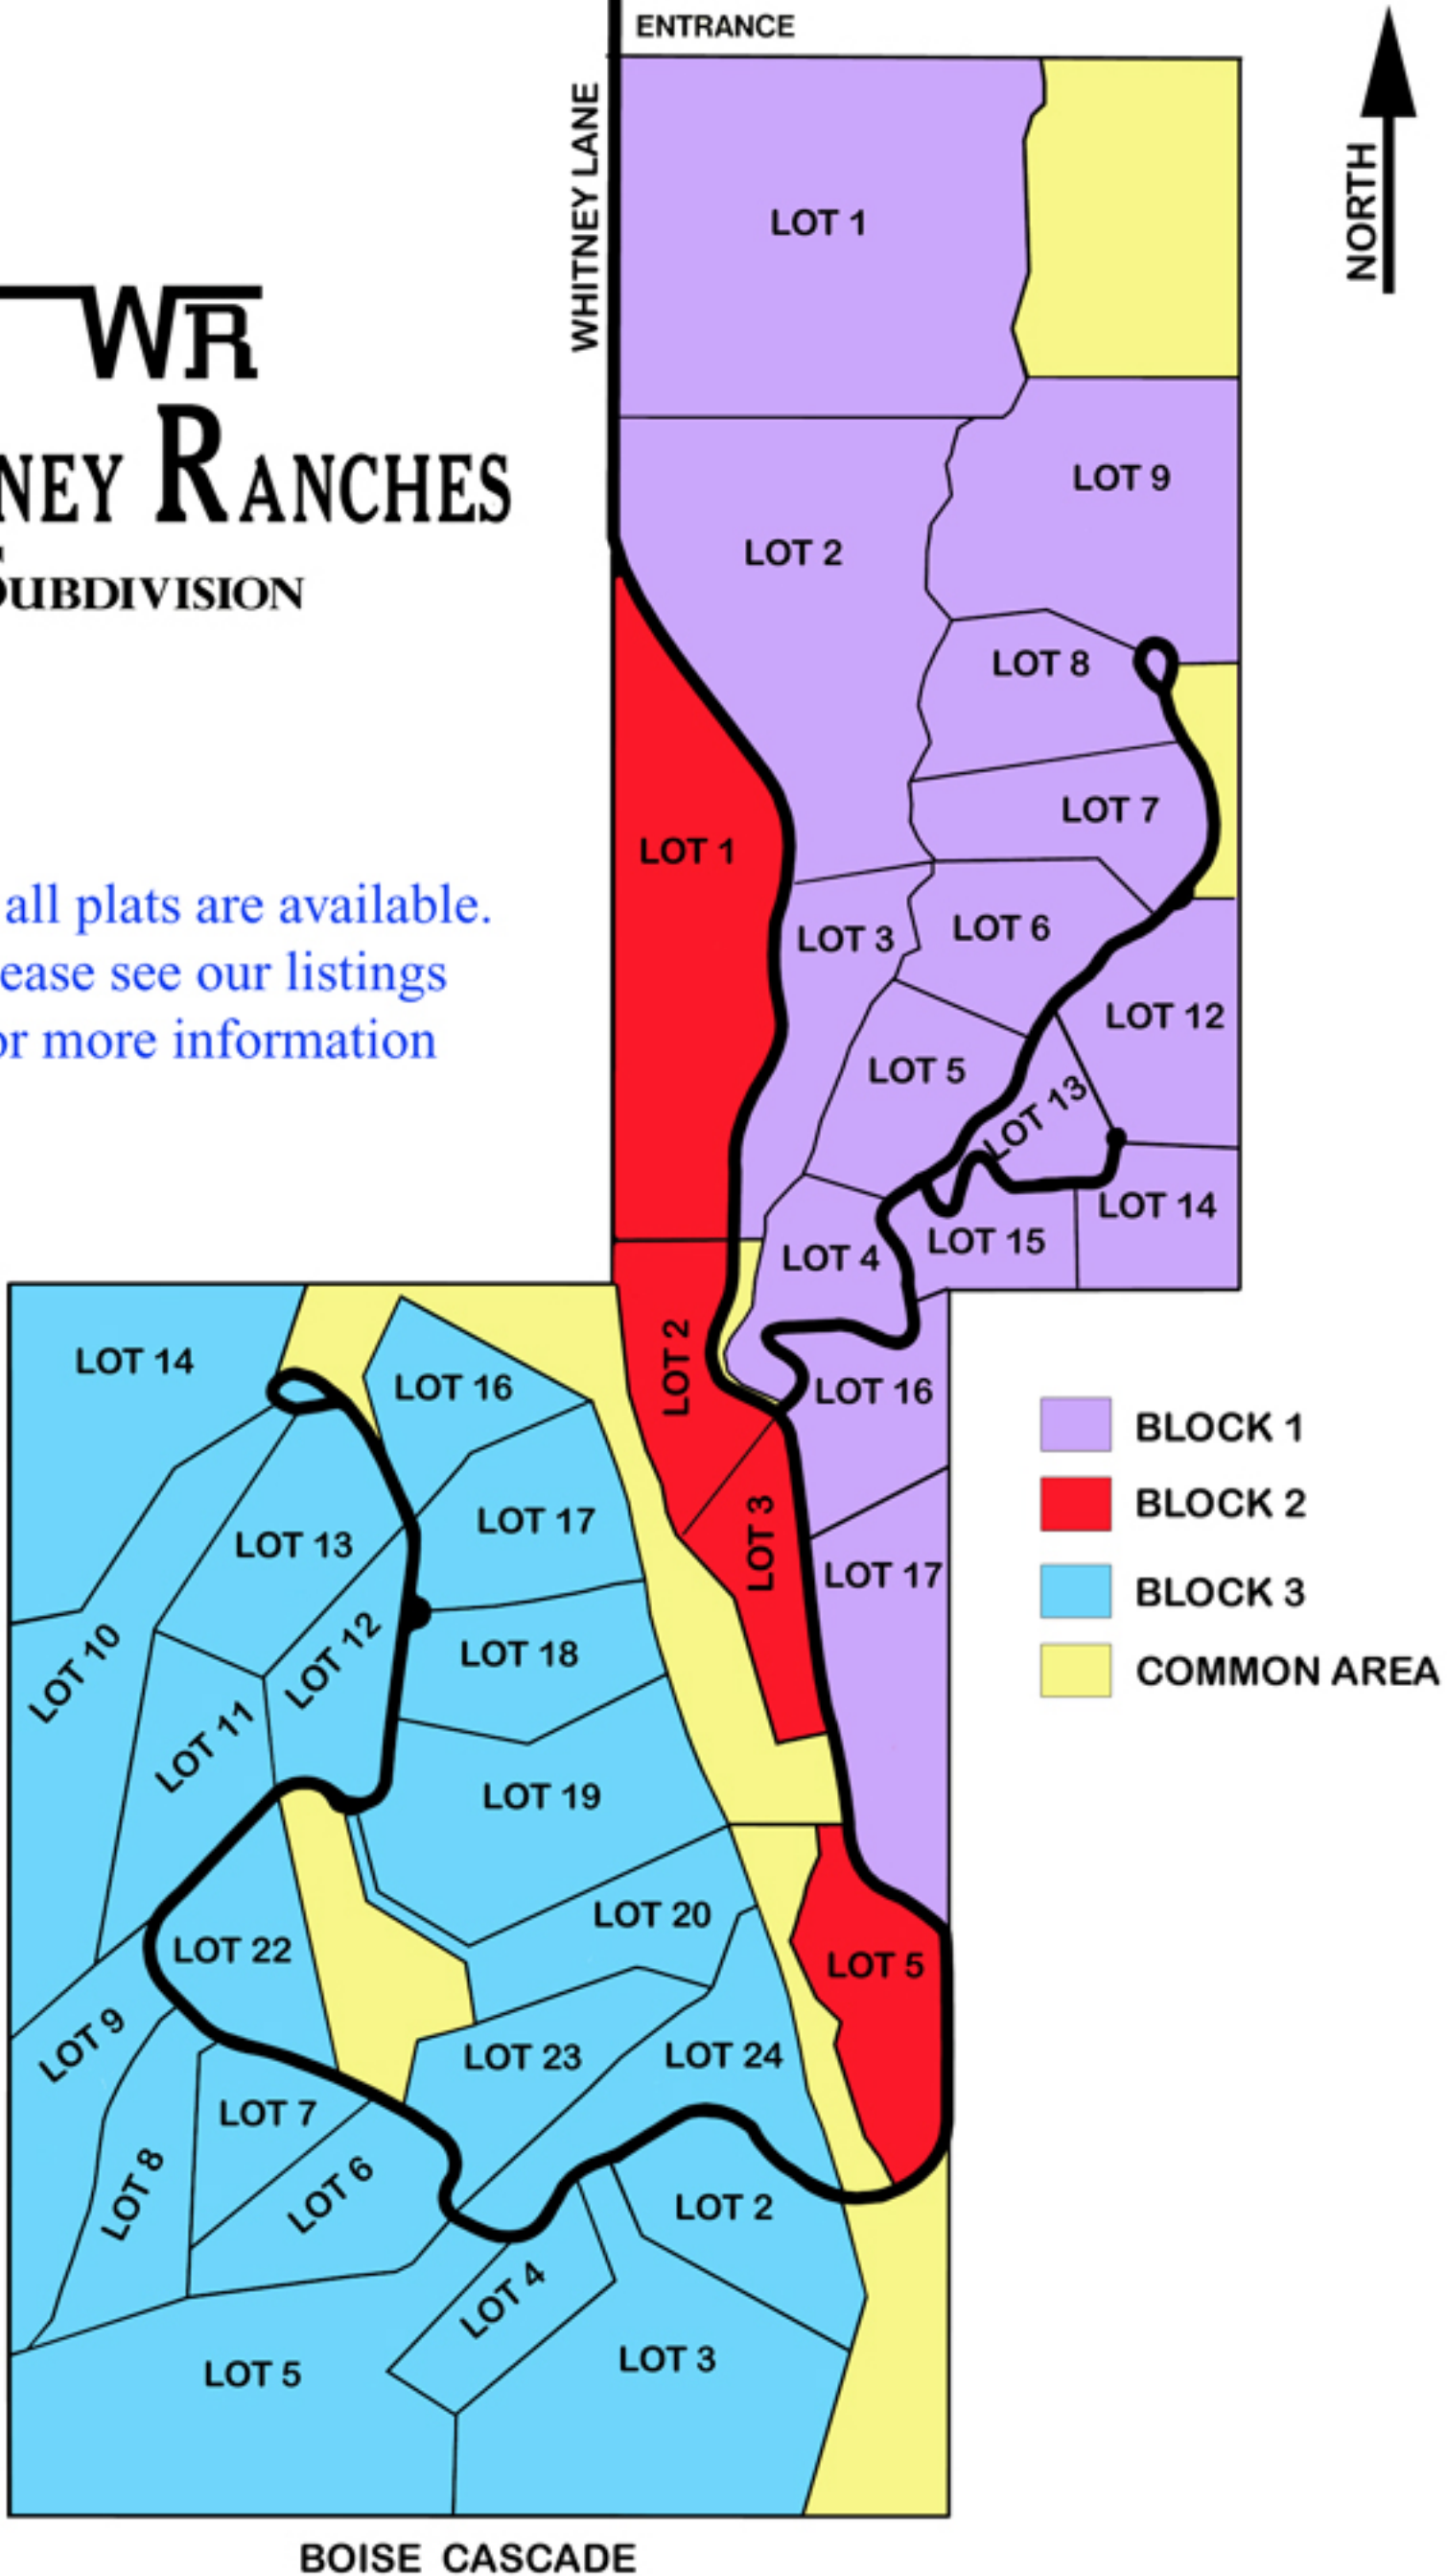 ENTRANCE
WHITNEY LANE
NORTH
WR
NEY RANCHES
SUBDIVISION
all plats are available.
ease see our listings
or more information
LOT 1
LOT 9
LOT 2
LOT 8
LOT 7
LOT 1
LOT 3
LOT 6
LOT 12
LOT 5
LOT 13
LOT 14
LOT 15
LOT 4
LOT 2
LOT 16
LOT 3
LOT 17
LOT 5
BLOCK 1
BLOCK 2
BLOCK 3
COMMON AREA
LOT 14
LOT 16
LOT 17
LOT 13
LOT 12
LOT 18
LOT 10
LOT 11
LOT 19
LOT 20
LOT 22
LOT 9
LOT 23
LOT 24
LOT 7
LOT 8
LOT 6
LOT 2
LOT 4
LOT 3
LOT 5
BOISE CASCADE